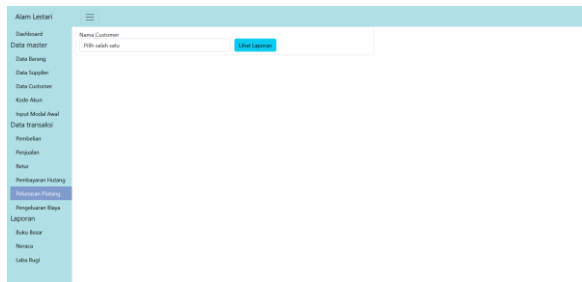 Alam Lestari
Dashboard
Data master
Data Barang
Data Supplier
Data Customer
Kode Akun
Input Modal Awal
Data transaksi
Pembelian
Penjualan
Retur
Pembayaran Hutang
Pelunasan Piutang
Pengeluaran Biaya
Laporan
Buku Besar
Neraca
Laba Rugi
Nama Customer
Pilih salah satu
Lihat Laporan